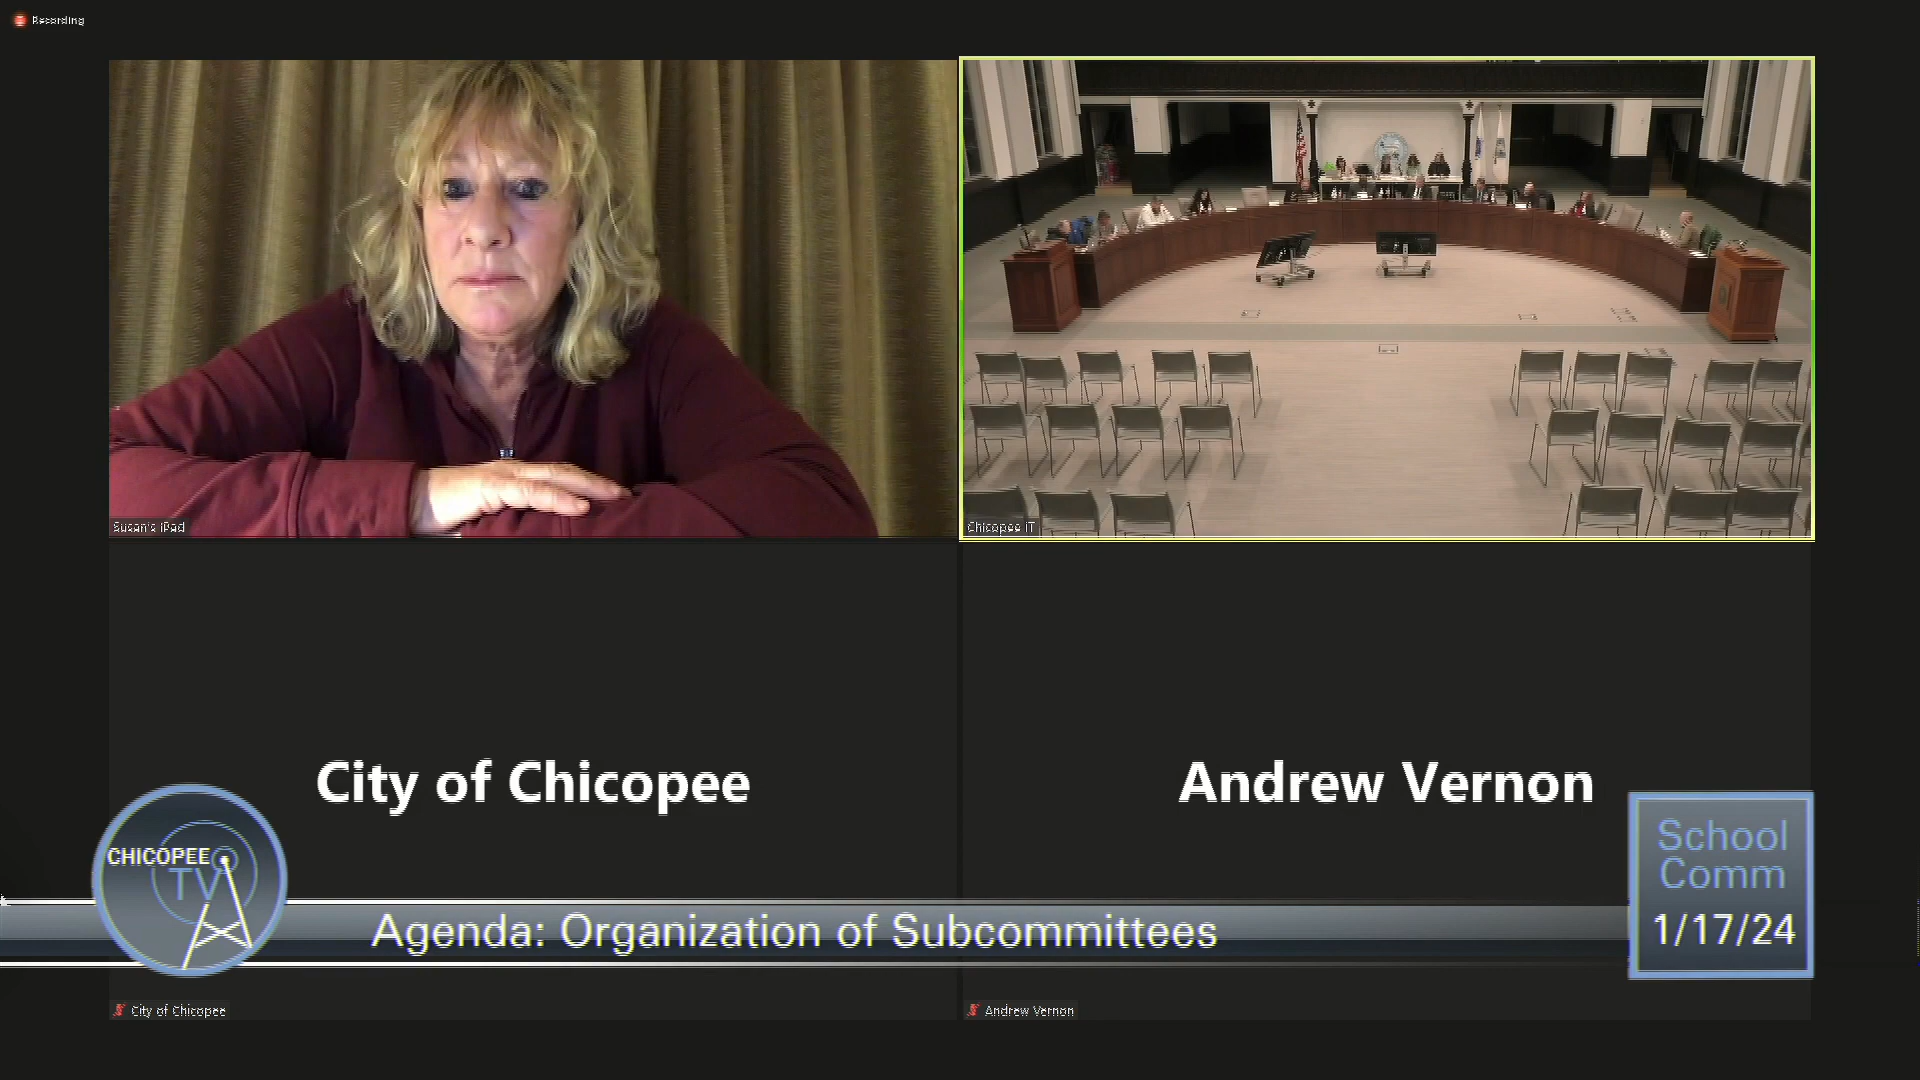 Recording
Susan's iPad
Chicopee IT
City of Chicopee
Andrew Vernon
CHICOPEE
TV
Agenda: Organization of Subcommittees
School
Comm
1/17/24
City of Chicopee
Andrew Vernon